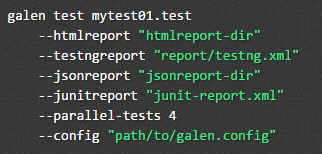 galen test mytest01.test
--htmlreport "htmlreport-dir"
--testngreport "report/testng.xml"
--jsonreport "jsonreport-dir"
--junitreport "junit-report.xml"
--parallel-tests 4
--config "path/to/galen.config"